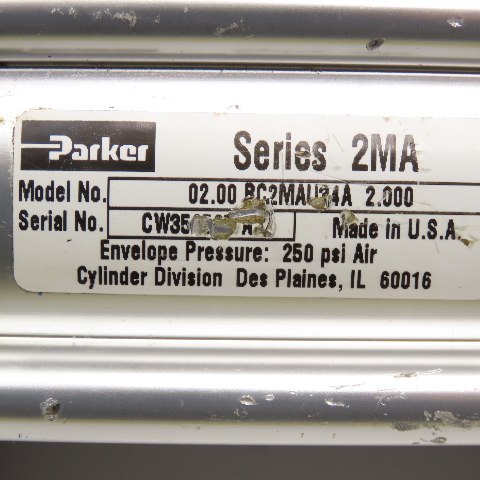 Parker
Series 2MA
Model No. 02.00 2.000
Serial No. Made in U.S.A.
Envelope Pressure: 250 psi Air
Cylinder Division Des Plaines, IL 60016